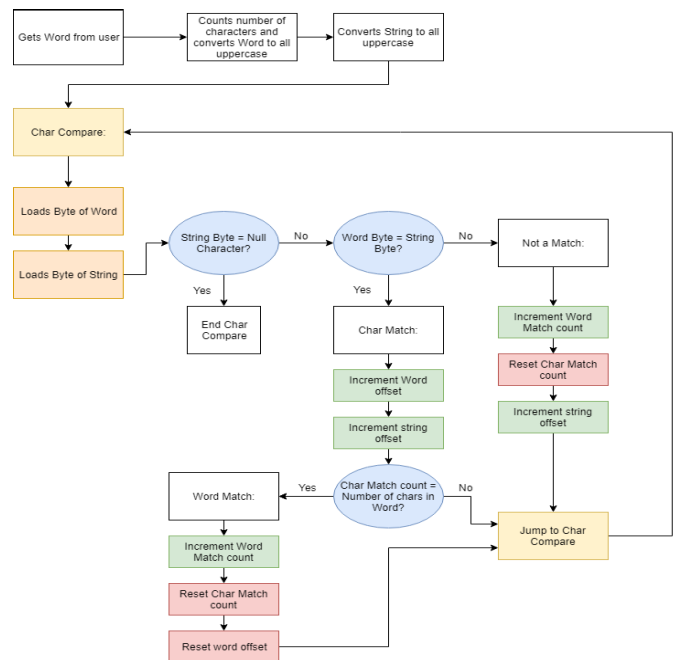 Gets Word from user
Counts number of
characters and
converts Word to all
uppercase
Converts String to all
uppercase
Char Compare:
Loads Byte of Word
Loads Byte of String
String Byte = Null
Character?
No
Word Byte = String
Byte?
No
Not a Match:
Yes
End Char
Compare
Yes
Char Match:
Increment Word
Match count
Reset Char Match
count
Increment string
offset
Increment Word
offset
Increment string
offset
Char Match count =
Number of chars in
Word?
Yes
No
Word Match:
Increment Word
Match count
Reset Char Match
count
Reset word offset
Jump to Char
Compare